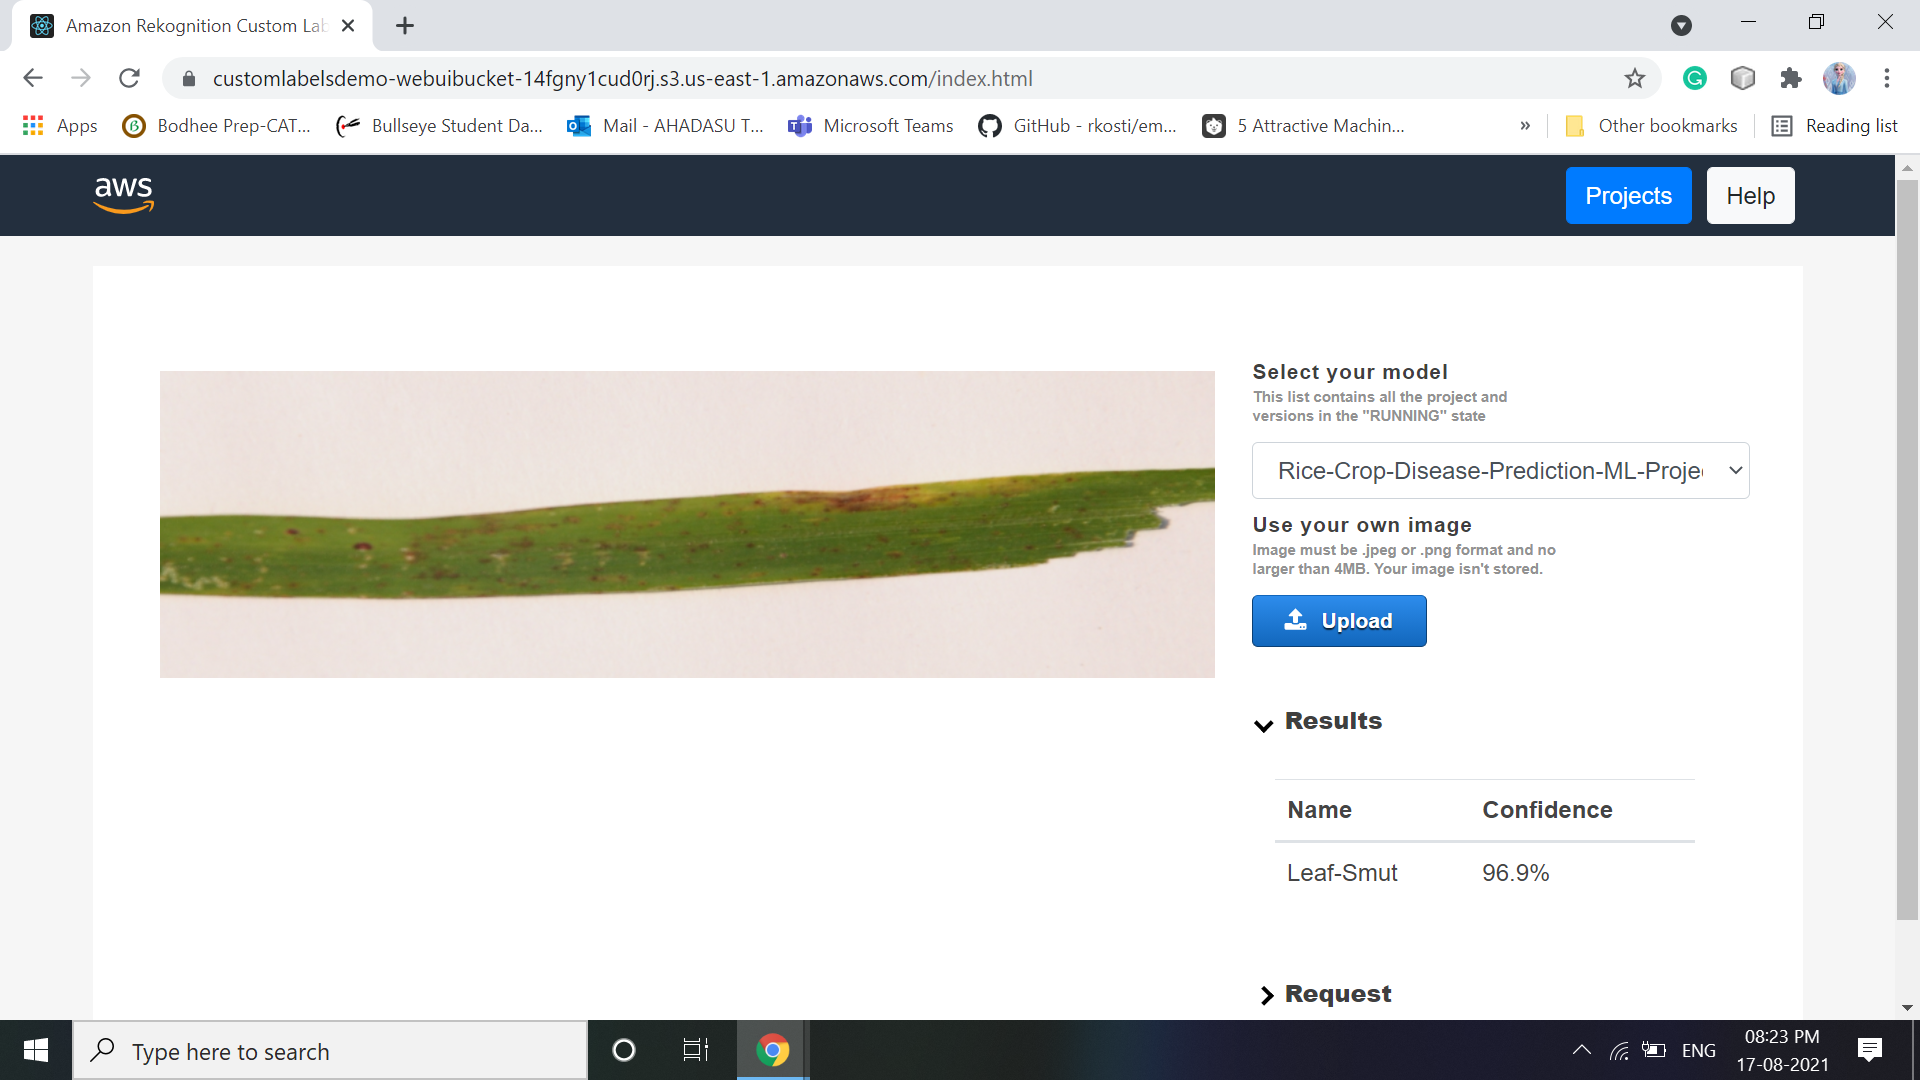 Amazon Rekognition Custom Lab
customlabelsdemo-webuibucket-14fgny1cud0rj.s3.us-east-1.amazonaws.com/index.html
Apps
Bodhee Prep-CAT...
Bullseye Student Da...
Mail - AHADASU T...
Microsoft Teams
GitHub - rkosti/em...
5 Attractive Machin...
»
Other bookmarks
Reading list
aws
Projects
Help
Select your model
This list contains all the project and
versions in the "RUNNING" state
Rice-Crop-Disease-Prediction-ML-Projec
Use your own image
Image must be .jpeg or .png format and no
larger than 4MB. Your image isn't stored.
Upload
Results
Name Confidence
Leaf-Smut 96.9%
Request
Type here to search
ENG
08:23 PM
17-08-2021